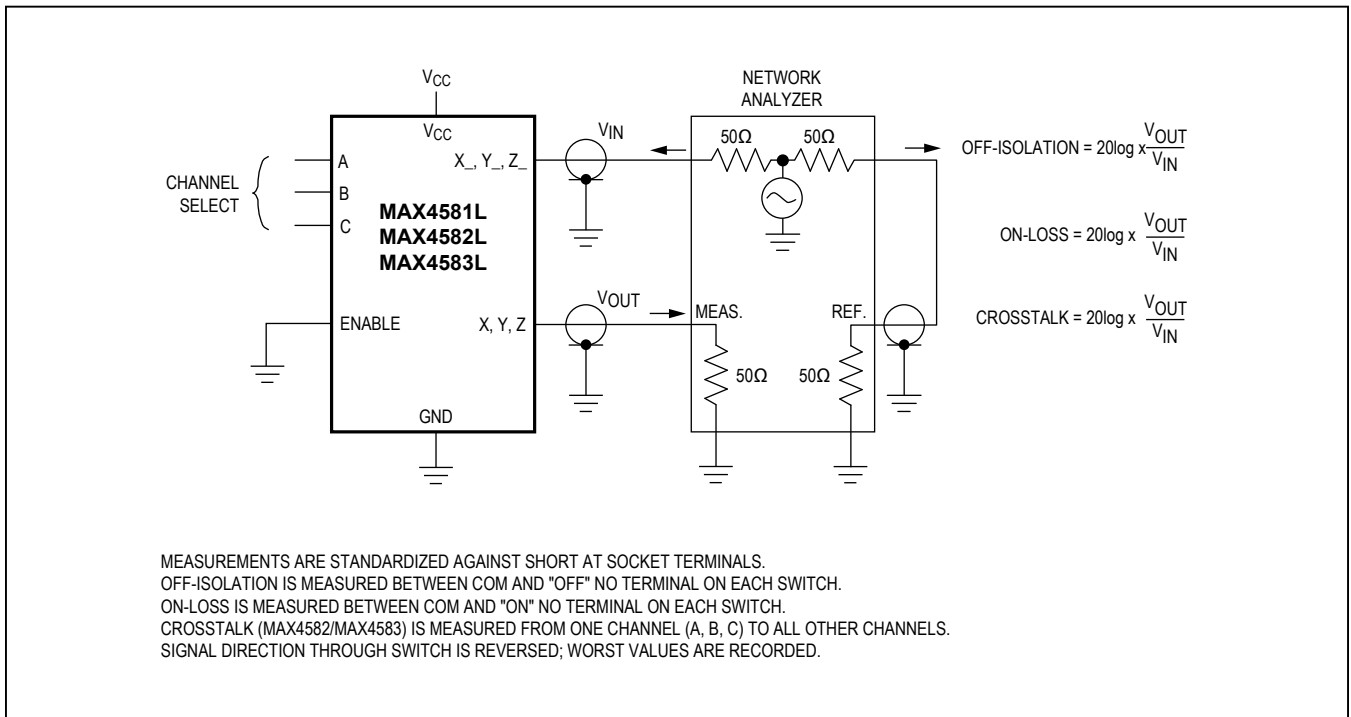 VCC
VCC
CHANNEL
SELECT
A
B
C
ENABLE
X_, Y_, Z_
X, Y, Z
GND
MAX4581L
MAX4582L
MAX4583L
VIN
VOUT
NETWORK
ANALYZER
50Ω
50Ω
MEAS.
REF.
50Ω
50Ω
OFF-ISOLATION = 20log x VOUT
VIN
ON-LOSS = 20log x VOUT
VIN
CROSSTALK = 20log x VOUT
VIN
MEASUREMENTS ARE STANDARDIZED AGAINST SHORT AT SOCKET TERMINALS.
OFF-ISOLATION IS MEASURED BETWEEN COM AND "OFF" NO TERMINAL ON EACH SWITCH.
ON-LOSS IS MEASURED BETWEEN COM AND "ON" NO TERMINAL ON EACH SWITCH.
CROSSTALK (MAX4582/MAX4583) IS MEASURED FROM ONE CHANNEL (A, B, C) TO ALL OTHER CHANNELS.
SIGNAL DIRECTION THROUGH SWITCH IS REVERSED; WORST VALUES ARE RECORDED.